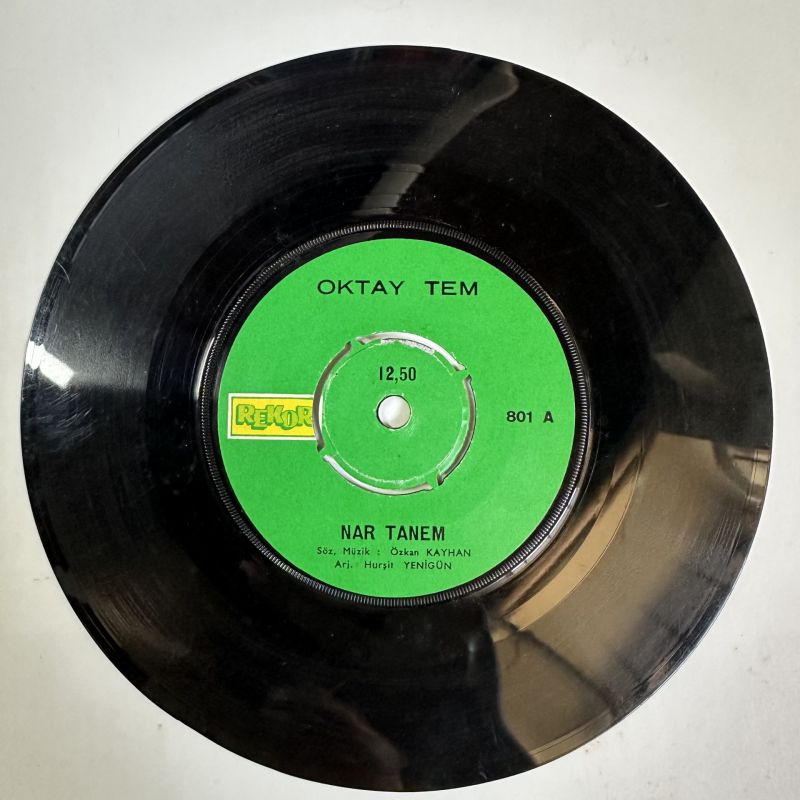 OKTAY TEM
12,50
REKOR
801 A
NAR TANEM
Söz, Müzik : Özkan KAYHAN
Arj. Hurşit YENİGÜN